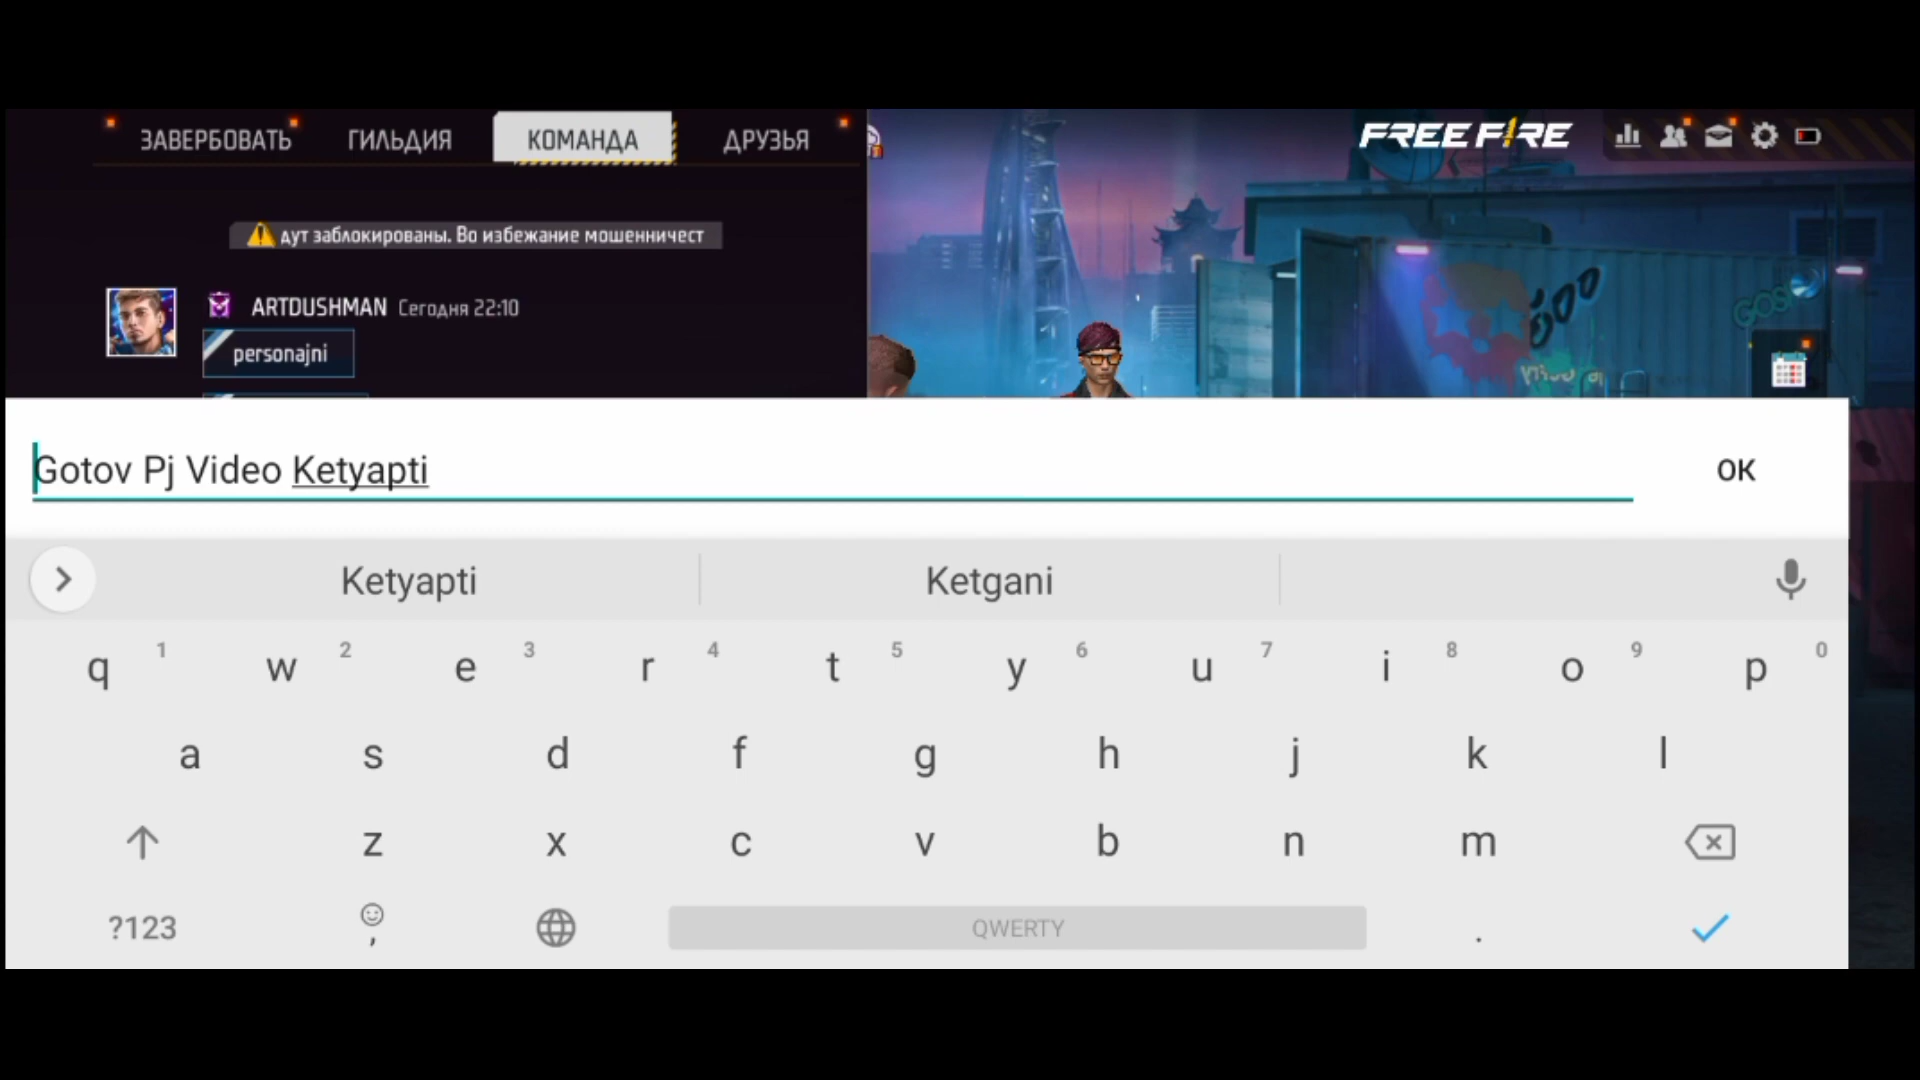 ЗАВЕРБОВАТЬ ГИЛЬДИЯ КОМАНДА ДРУЗЬЯ
FREE FIRE
дут заблокированы. Во избежание мошенничест
ARTDUSHMAN Сегодня 22:10
personajni
Gotov Pj Video Ketyapti
OK
Ketyapti Ketgani
q 1 w 2 e 3 r 4 t 5 y 6 u 7 i 8 o 9 p 0
a s d f g h j k l
z x c v b n m
?123 , QWERTY .